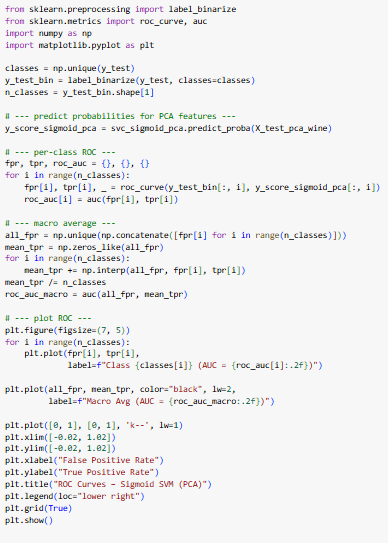 from sklearn.preprocessing import label_binarize
from sklearn.metrics import roc_curve, auc
import numpy as np
import matplotlib.pyplot as plt

classes = np.unique(y_test)
y_test_bin = label_binarize(y_test, classes=classes)
n_classes = y_test_bin.shape[1]

# --- predict probabilities for PCA features ---
y_score_sigmoid_pca = svc_sigmoid_pca.predict_proba(X_test_pca_wine)

# --- per-class ROC ---
fpr, tpr, roc_auc = {}, {}, {}
for i in range(n_classes):
    fpr[i], tpr[i], _ = roc_curve(y_test_bin[:, i], y_score_sigmoid_pca[:, i])
    roc_auc[i] = auc(fpr[i], tpr[i])

# --- macro average ---
all_fpr = np.unique(np.concatenate([fpr[i] for i in range(n_classes)]))
mean_tpr = np.zeros_like(all_fpr)
for i in range(n_classes):
    mean_tpr += np.interp(all_fpr, fpr[i], tpr[i])
mean_tpr /= n_classes
roc_auc_macro = auc(all_fpr, mean_tpr)

# --- plot ROC ---
plt.figure(figsize=(7, 5))
for i in range(n_classes):
    plt.plot(fpr[i], tpr[i],
             label=f"Class {classes[i]} (AUC = {roc_auc[i]:.2f})")

plt.plot(all_fpr, mean_tpr, color="black", lw=2,
         label=f"Macro Avg (AUC = {roc_auc_macro:.2f})")

plt.plot([0, 1], [0, 1], 'k--', lw=1)
plt.xlim([-0.02, 1.02])
plt.ylim([-0.02, 1.02])
plt.xlabel("False Positive Rate")
plt.ylabel("True Positive Rate")
plt.title("ROC Curves – Sigmoid SVM (PCA)")
plt.legend(loc="lower right")
plt.grid(True)
plt.show()